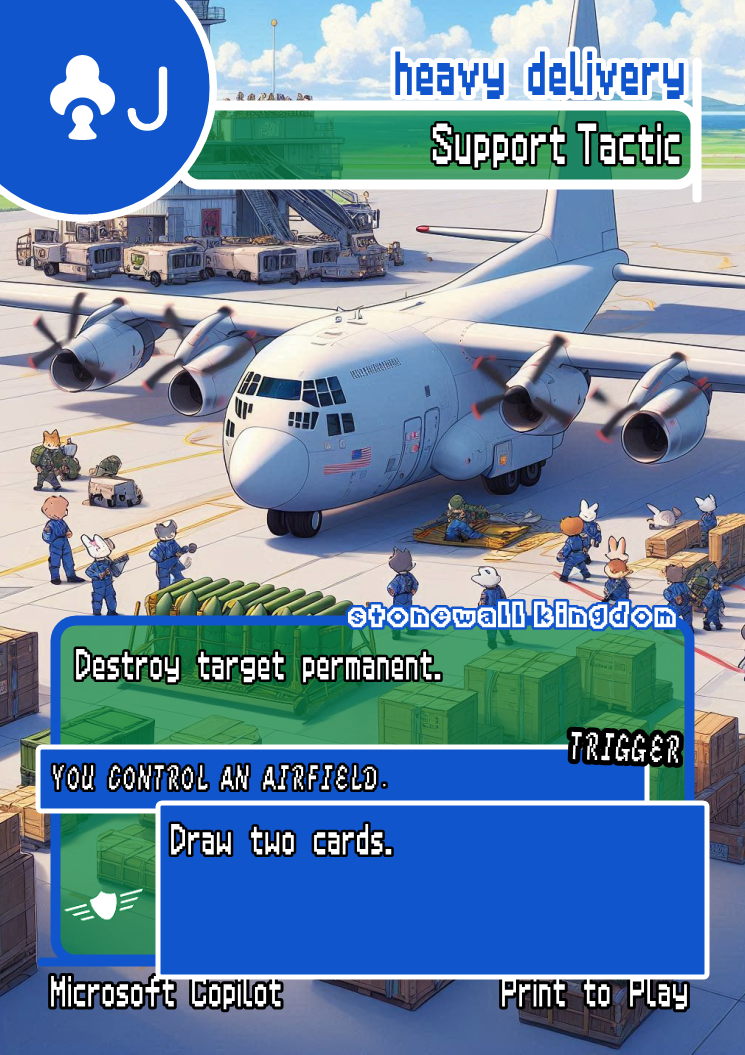 J
heavy delivery
Support Tactic
stonewall kingdom
Destroy target permanent.
TRIGGER
YOU CONTROL AN AIRFIELD.
Draw two cards.
Microsoft Copilot
Print to Play